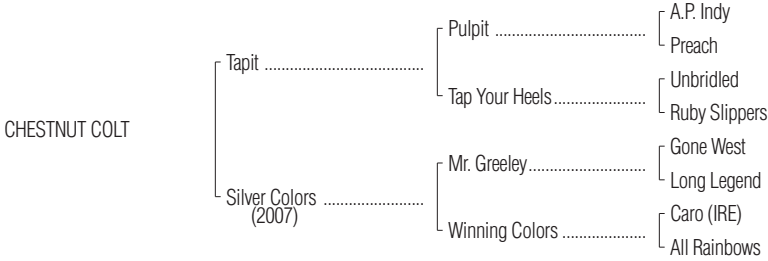 A.P. Indy
Pulpit ....................................
Preach
Tapit ......................................
Unbridled
Tap Your Heels......................
Ruby Slippers
CHESTNUT COLT
Gone West
Mr. Greeley............................
Long Legend
Silver Colors ........................
(2007)
Caro (IRE)
Winning Colors ....................
All Rainbows